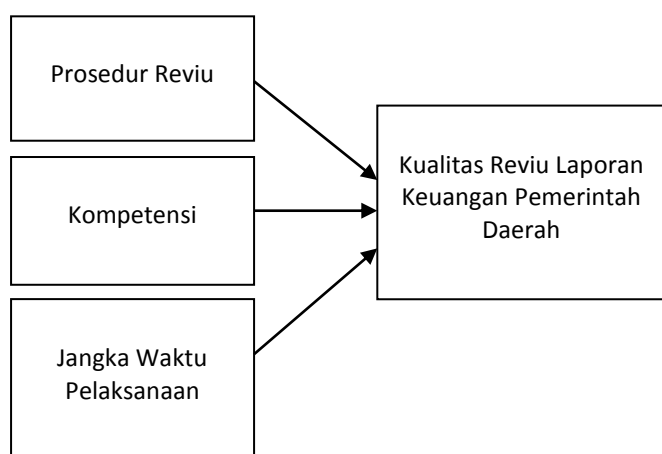 Prosedur Reviu
Kompetensi
Jangka Waktu
Pelaksanaan
Kualitas Reviu Laporan
Keuangan Pemerintah
Daerah